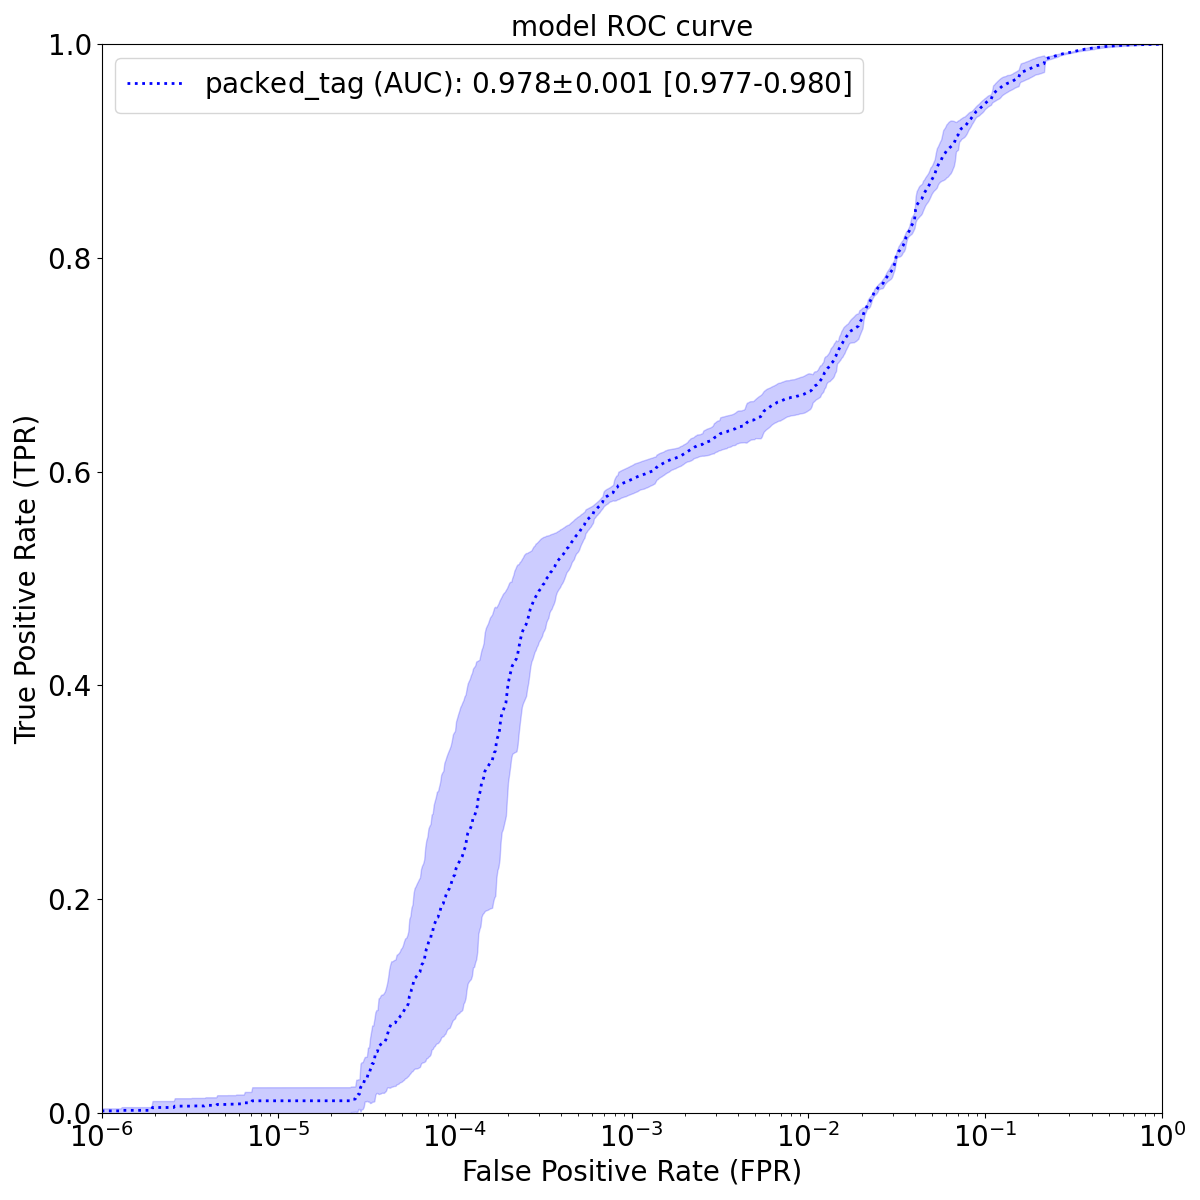 model ROC curve
packed_tag (AUC): 0.978±0.001 [0.977-0.980]
True Positive Rate (TPR)
1.0
0.8
0.6
0.4
0.2
0.0
10⁻⁶ 10⁻⁵ 10⁻⁴ 10⁻³ 10⁻² 10⁻¹ 10⁰
False Positive Rate (FPR)